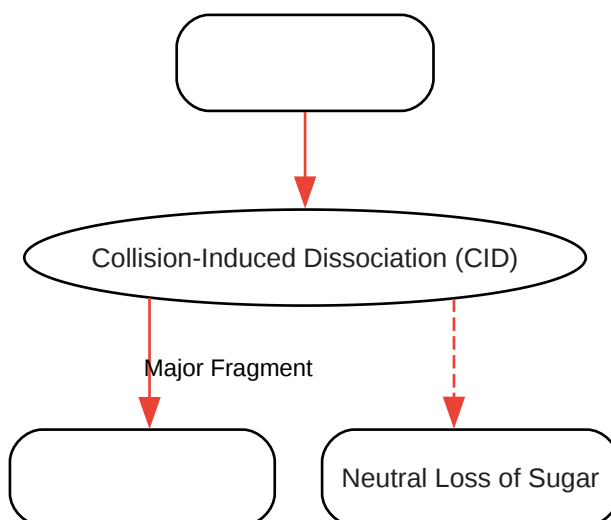 Collision-Induced Dissociation (CID)
Major Fragment
Neutral Loss of Sugar